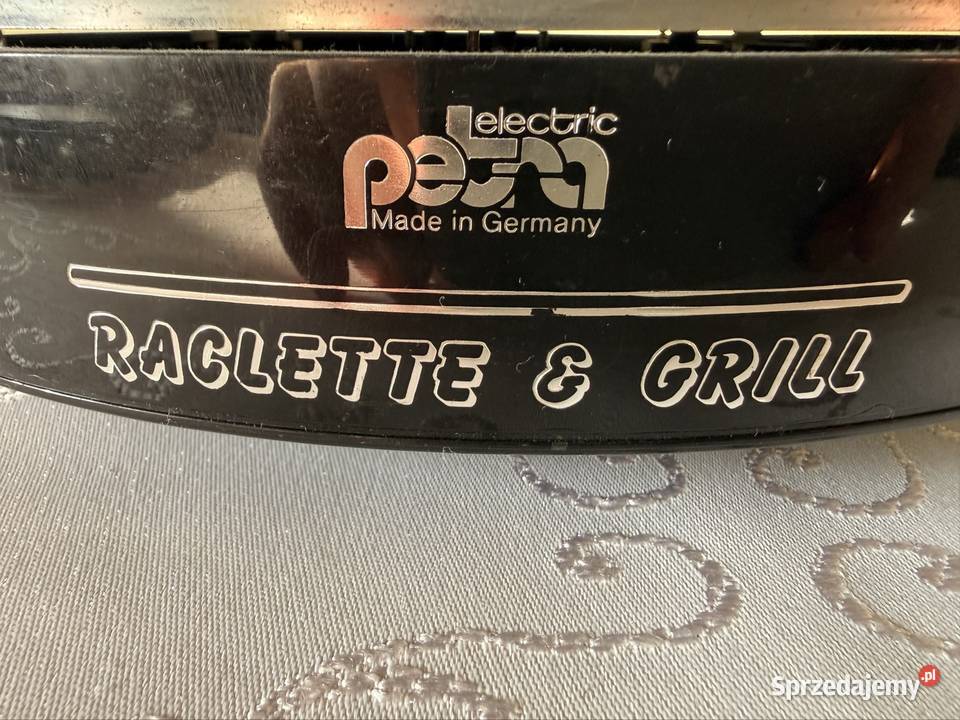 electric
petra
Made in Germany
RACLETTE & GRILL
Sprzedajemy.pl